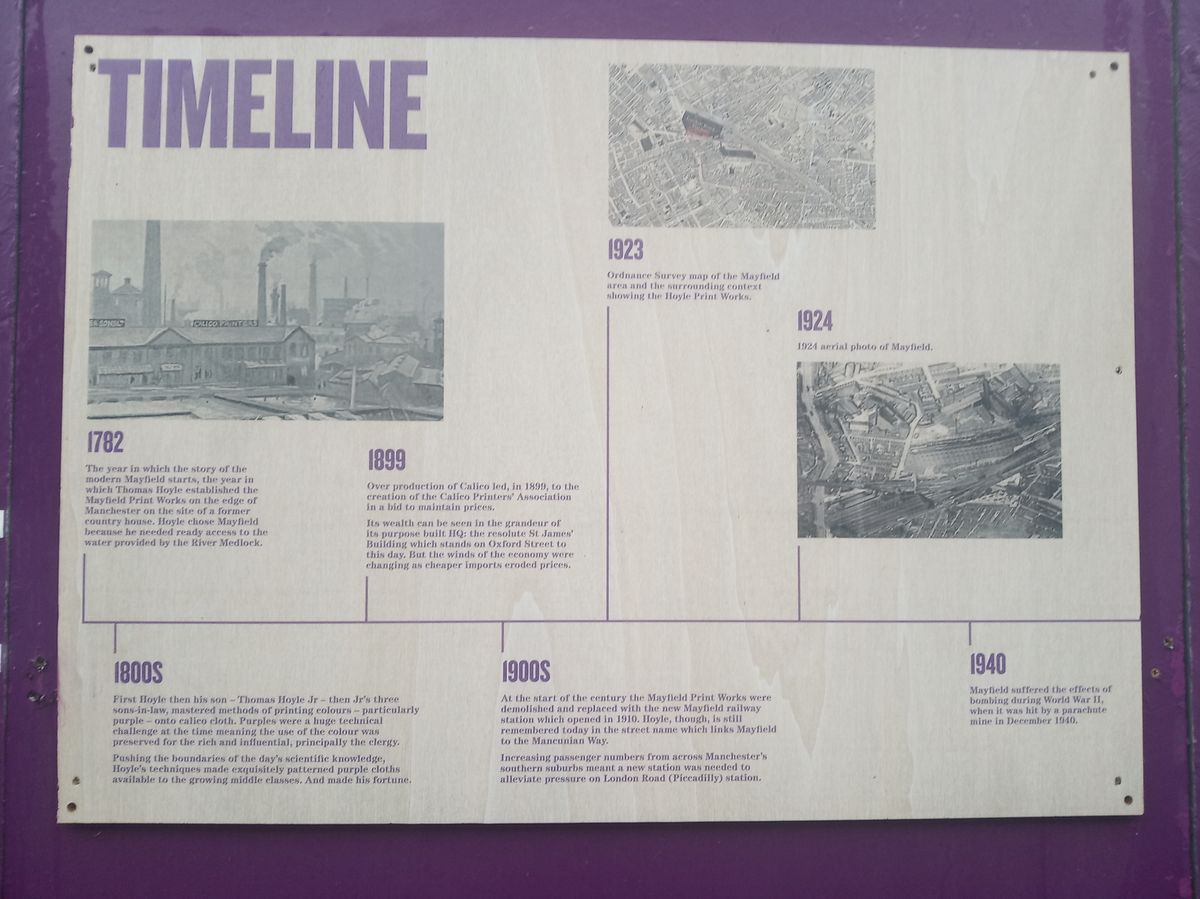 TIMELINE
CALICO PRINTERS
1782
The year in which the story of the
modern Mayfield starts, the year in
which Thomas Hoyle established the
Mayfield Print Works on the edge of
Manchester on the site of a former
country house. Hoyle chose Mayfield
because he needed ready access to the
water provided by the River Medlock.
1899
Over production of Calico led, in 1899, to the
creation of the Calico Printers' Association
in a bid to maintain prices.
Its wealth can be seen in the grandeur of
its purpose built HQ: the resolute St James'
Building which stands on Oxford Street to
this day. But the winds of the economy were
changing as cheaper imports eroded prices.
1923
Ordnance Survey map of the Mayfield
area and the surrounding context
showing the Hoyle Print Works.
1924
1924 aerial photo of Mayfield.
1800S
First Hoyle then his son – Thomas Hoyle Jr – then Jr's three
sons-in-law, mastered methods of printing colours – particularly
purple – onto calico cloth. Purples were a huge technical
challenge at the time meaning the use of the colour was
preserved for the rich and influential, principally the clergy.
Pushing the boundaries of the day's scientific knowledge,
Hoyle's techniques made exquisitely patterned purple cloths
available to the growing middle classes. And made his fortune.
1900S
At the start of the century the Mayfield Print Works were
demolished and replaced with the new Mayfield railway
station which opened in 1910. Hoyle, though, is still
remembered today in the street name which links Mayfield
to the Mancunian Way.
Increasing passenger numbers from across Manchester's
southern suburbs meant a new station was needed to
alleviate pressure on London Road (Piccadilly) station.
1940
Mayfield suffered the effects of
bombing during World War II,
when it was hit by a parachute
mine in December 1940.